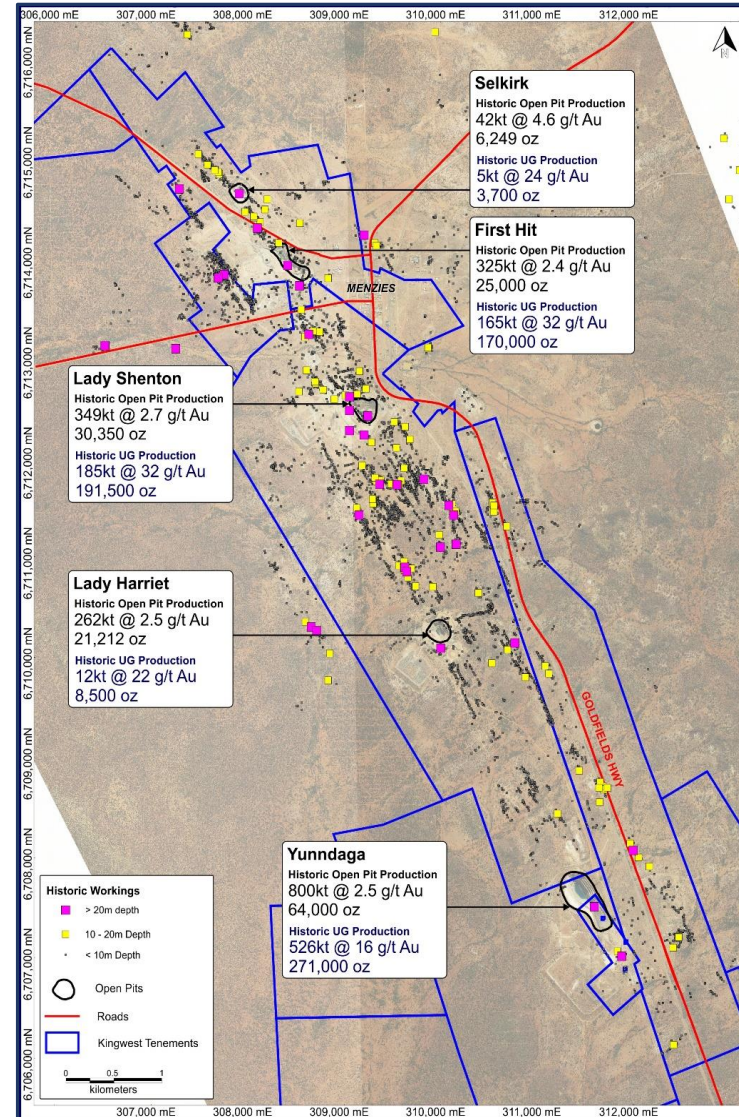 306,000 mE
307,000 mE
308,000 mE
309,000 mE
310,000 mE
311,000 mE
312,000 mE
6,716,000 mN
6,715,000 mN
6,714,000 mN
6,713,000 mN
6,712,000 mN
6,711,000 mN
6,710,000 mN
6,709,000 mN
6,708,000 mN
6,707,000 mN
6,706,000 mN
N
Selkirk
Historic Open Pit Production
42kt @ 4.6 g/t Au
6,249 oz
Historic UG Production
5kt @ 24 g/t Au
3,700 oz
First Hit
Historic Open Pit Production
325kt @ 2.4 g/t Au
25,000 oz
Historic UG Production
165kt @ 32 g/t Au
170,000 oz
MENZIES
Lady Shenton
Historic Open Pit Production
349kt @ 2.7 g/t Au
30,350 oz
Historic UG Production
185kt @ 32 g/t Au
191,500 oz
Lady Harriet
Historic Open Pit Production
262kt @ 2.5 g/t Au
21,212 oz
Historic UG Production
12kt @ 22 g/t Au
8,500 oz
GOLDFIELDS HWY
Yunndaga
Historic Open Pit Production
800kt @ 2.5 g/t Au
64,000 oz
Historic UG Production
526kt @ 16 g/t Au
271,000 oz
Historic Workings
> 20m depth
10 - 20m Depth
< 10m Depth
Open Pits
Roads
Kingwest Tenements
0 0.5 1
kilometers
307,000 mE
308,000 mE
309,000 mE
310,000 mE
311,000 mE
312,000 mE